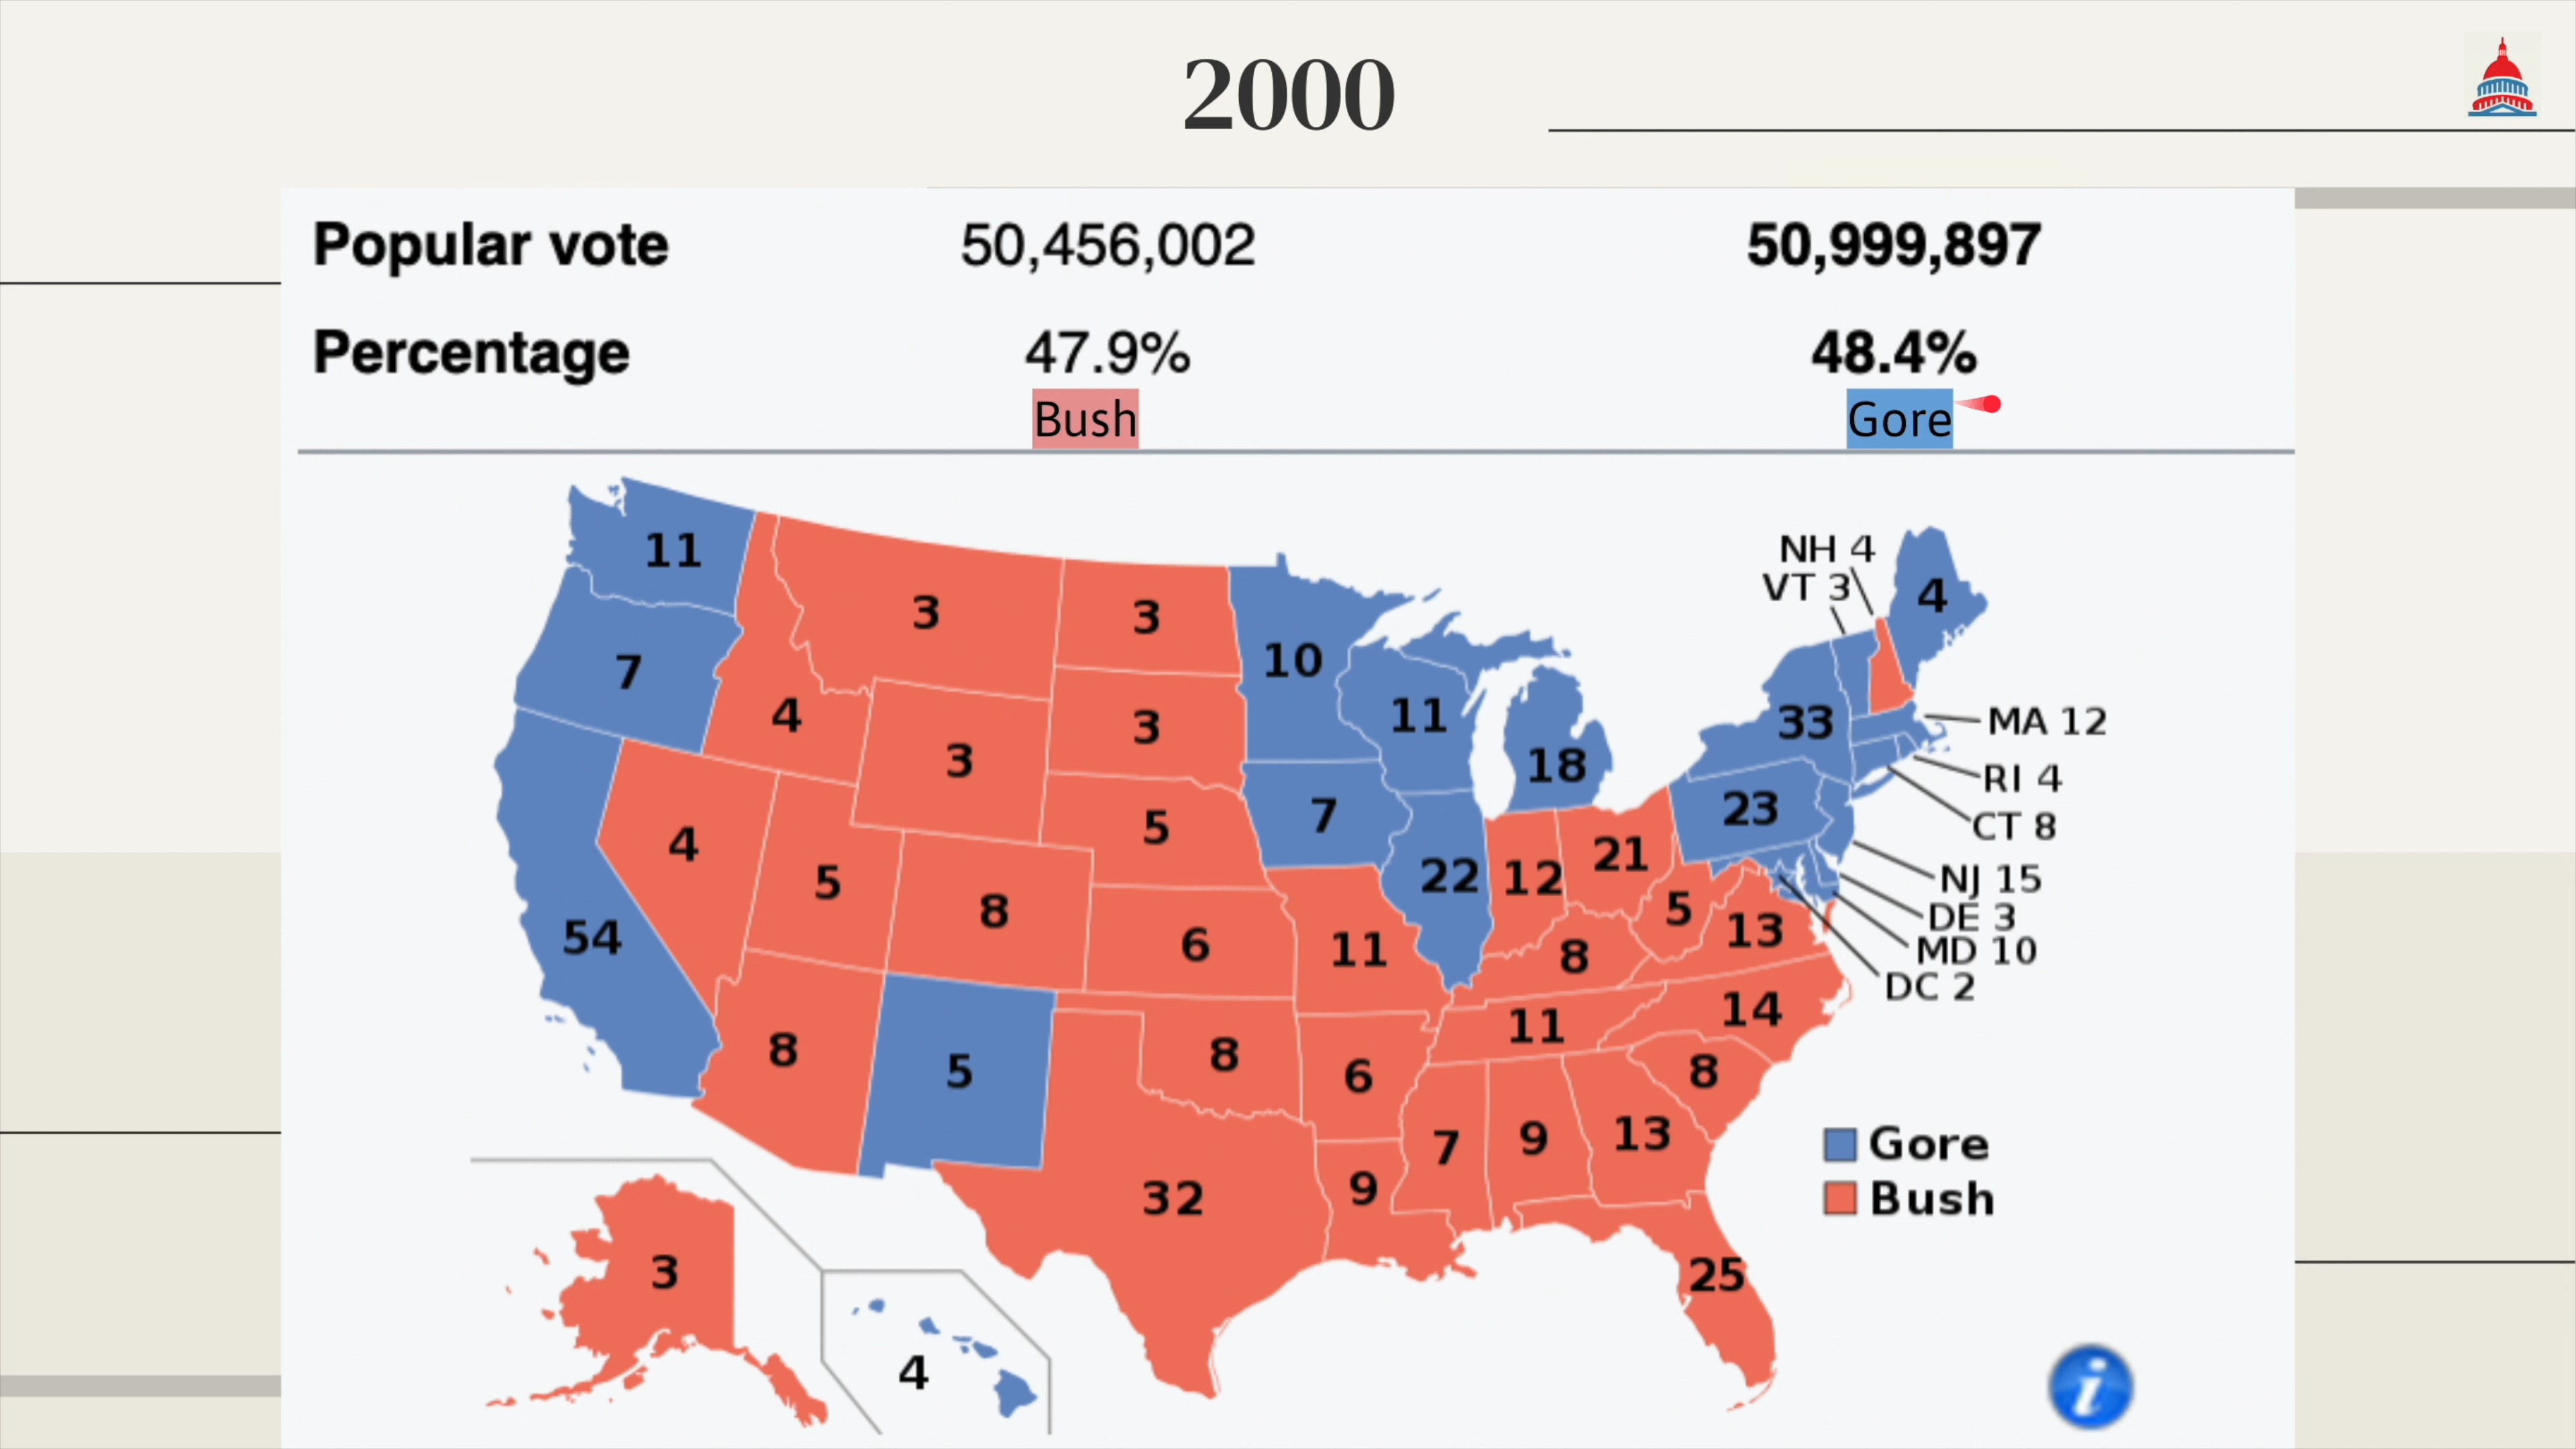 2000
Popular vote 50,456,002 50,999,897
Percentage 47.9% 48.4%
Bush Gore
11
NH 4
VT 3
4
3
3
7
10
4
11
33
MA 12
3
3
18
RI 4
7
23
CT 8
4
5
5
22
12
21
NJ 15
8
5
DE 3
54
6
11
8
13
MD 10
DC 2
14
11
8
5
8
6
8
7
9
13
Gore
32
9
Bush
3
25
4
i